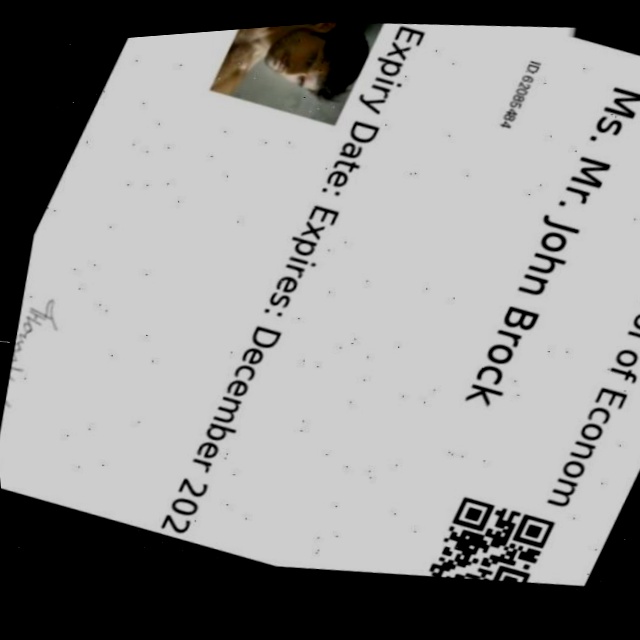 of Econom
Ms. Mr. John Brock
ID 62085484
Expiry Date: Expires: December 202